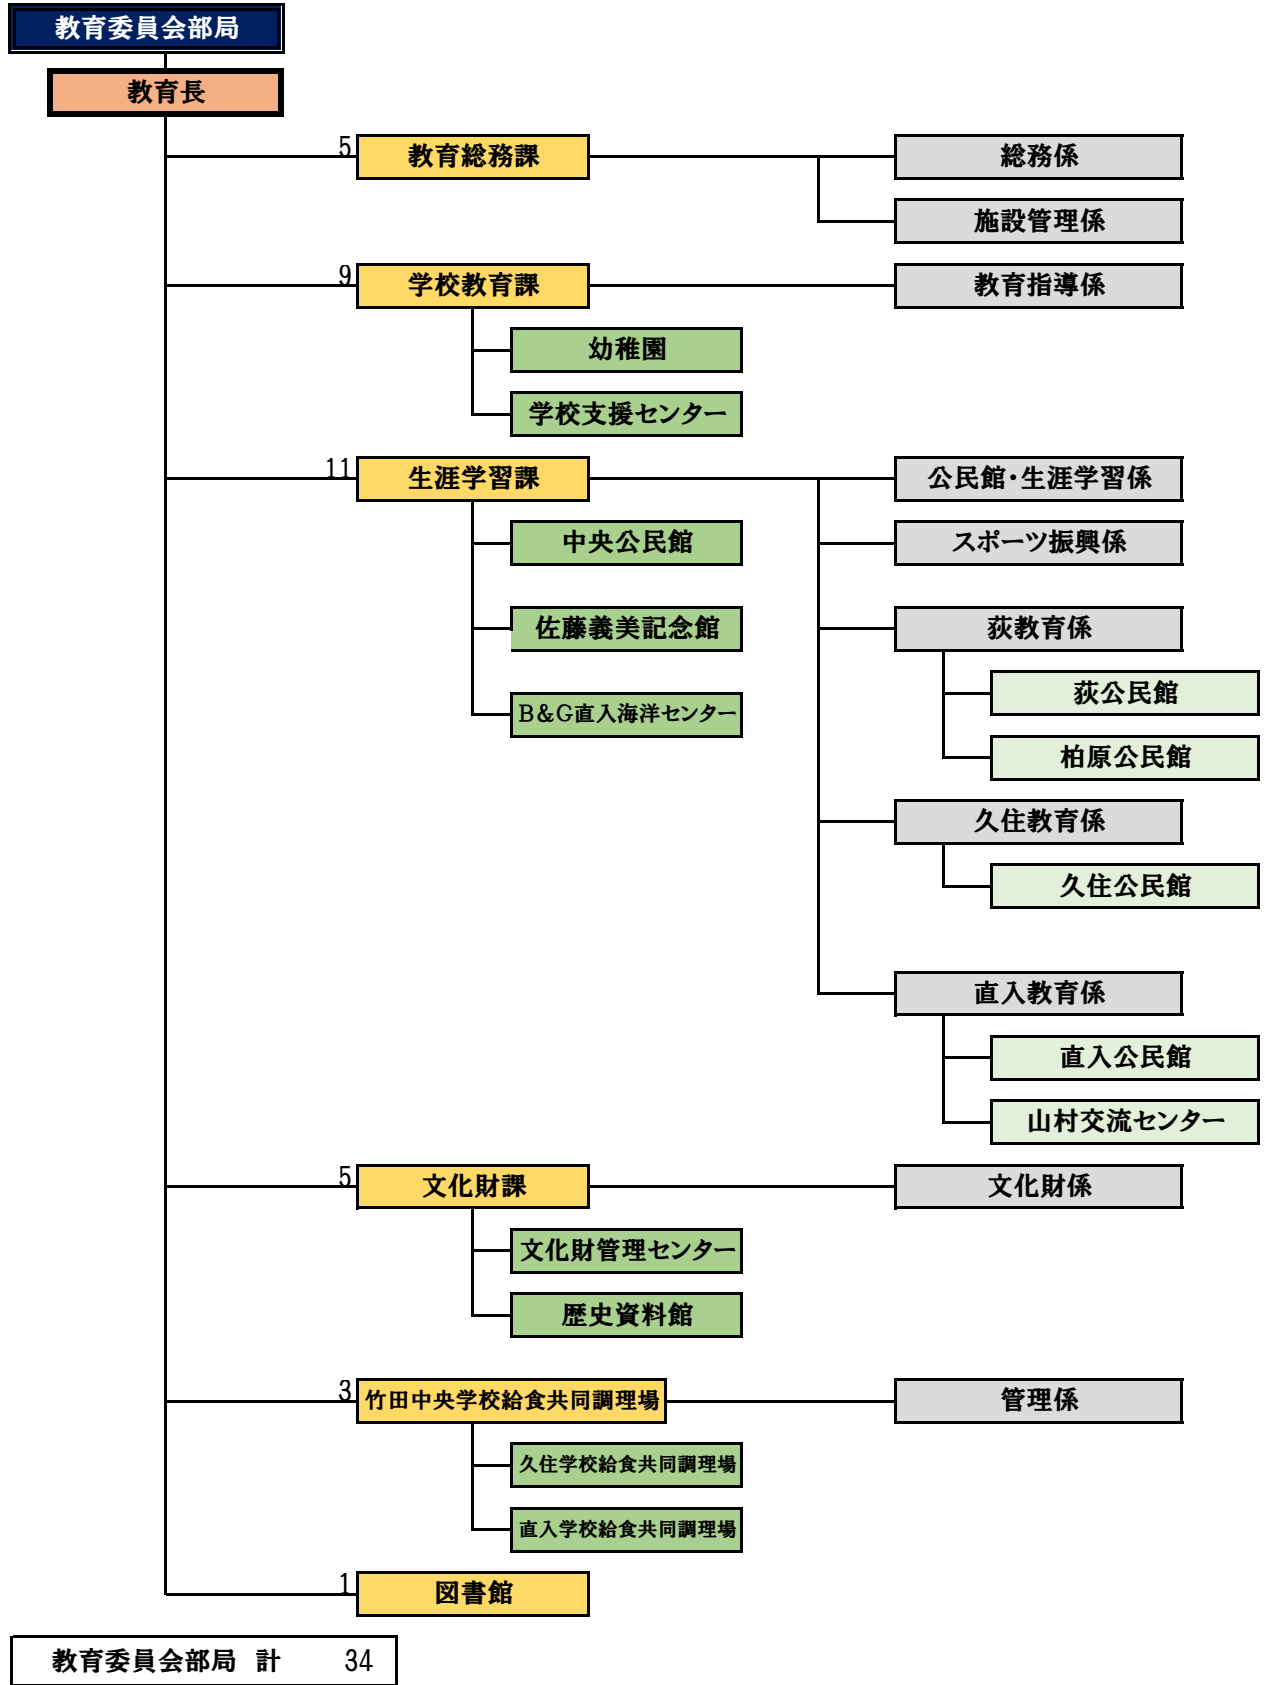 教育委員会部局
教育長
5 教育総務課 総務係
施設管理係
9 学校教育課 教育指導係
幼稚園
学校支援センター
11 生涯学習課 公民館・生涯学習係
中央公民館 スポーツ振興係
佐藤義美記念館 荻教育係
荻公民館
B&G直入海洋センター
柏原公民館
久住教育係
久住公民館
直入教育係
直入公民館
山村交流センター
5 文化財課 文化財係
文化財管理センター
歴史資料館
3 竹田中央学校給食共同調理場 管理係
久住学校給食共同調理場
直入学校給食共同調理場
1 図書館
教育委員会部局 計 34